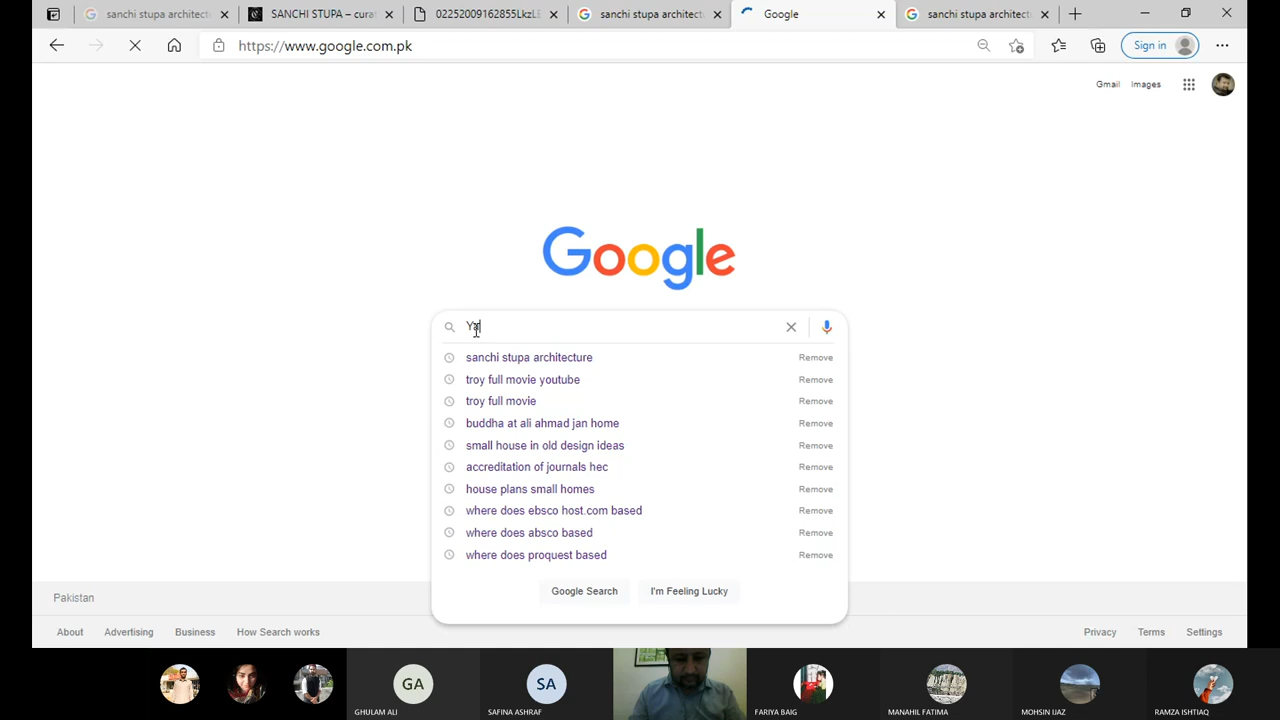 sanchi stupa architect
SANCHI STUPA – cura
02252009162855LkzLE
sanchi stupa architect
Google
sanchi stupa architect
https://www.google.com.pk
Sign in
Gmail
Images
Google
sanchi stupa architecture
Remove
troy full movie youtube
Remove
troy full movie
Remove
buddha at ali ahmad jan home
Remove
small house in old design ideas
Remove
accreditation of journals hec
Remove
house plans small homes
Remove
where does ebsco host.com based
Remove
where does absco based
Remove
where does proquest based
Remove
Google Search
I'm Feeling Lucky
Pakistan
About
Advertising
Business
How Search works
Privacy
Terms
Settings
GA
SA
GHULAM ALI
SAFINA ASHRAF
FARIYA BAIG
MANAHIL FATIMA
MOHSIN IJAZ
RAMZA ISHTIAQ